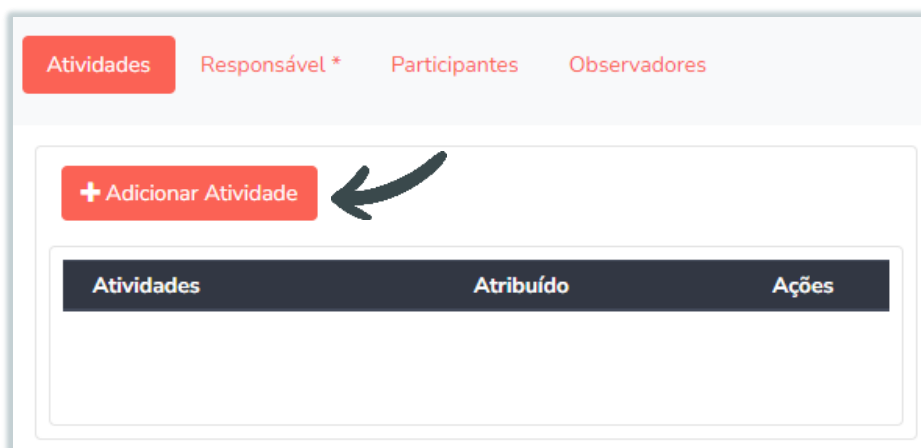 Atividades Responsável * Participantes Observadores
Adicionar Atividade
Atividades Atribuído Ações